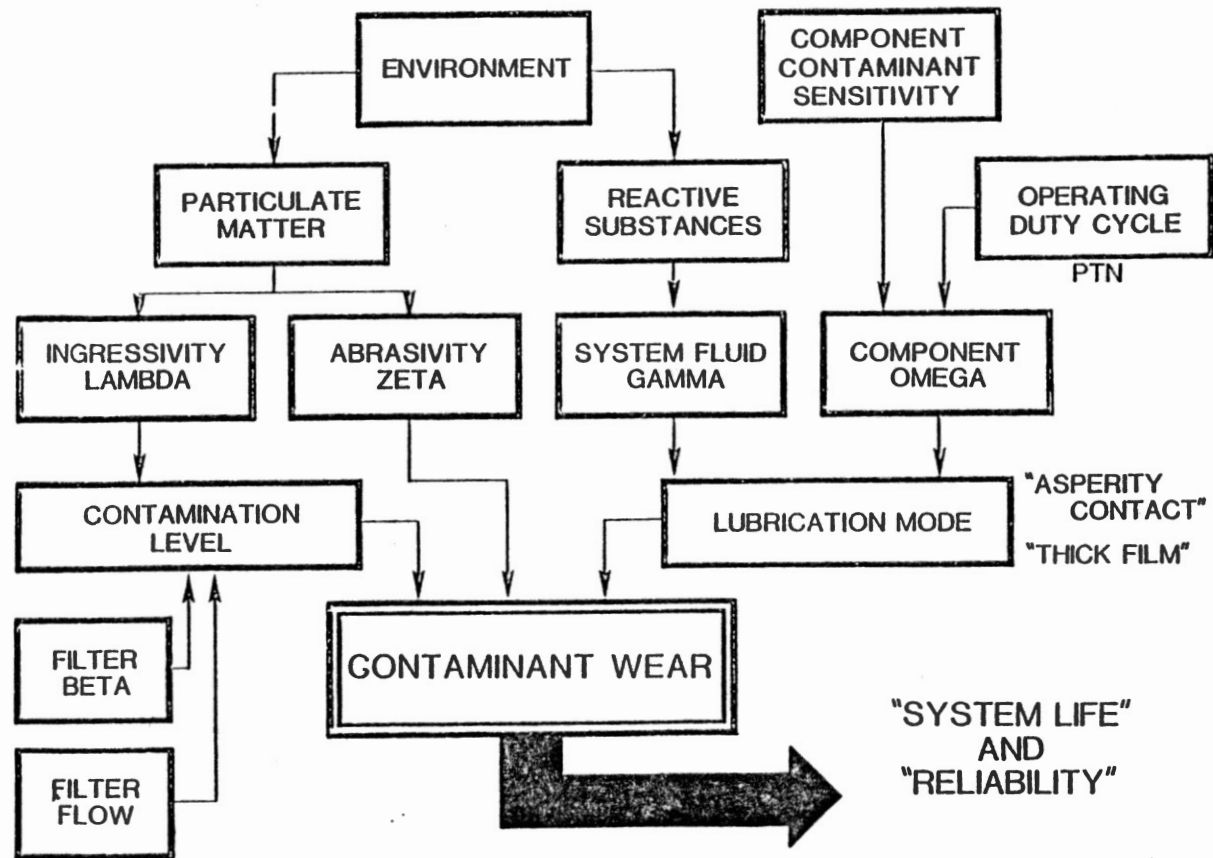 ENVIRONMENT
COMPONENT
CONTAMINANT
SENSITIVITY
PARTICULATE
MATTER
REACTIVE
SUBSTANCES
OPERATING
DUTY CYCLE
PTN
INGRESSIVITY
LAMBDA
ABRASIVITY
ZETA
SYSTEM FLUID
GAMMA
COMPONENT
OMEGA
CONTAMINATION
LEVEL
LUBRICATION MODE
"ASPERITY
CONTACT"
"THICK FILM"
FILTER
BETA
CONTAMINANT WEAR
FILTER
FLOW
"SYSTEM LIFE"
AND
"RELIABILITY"